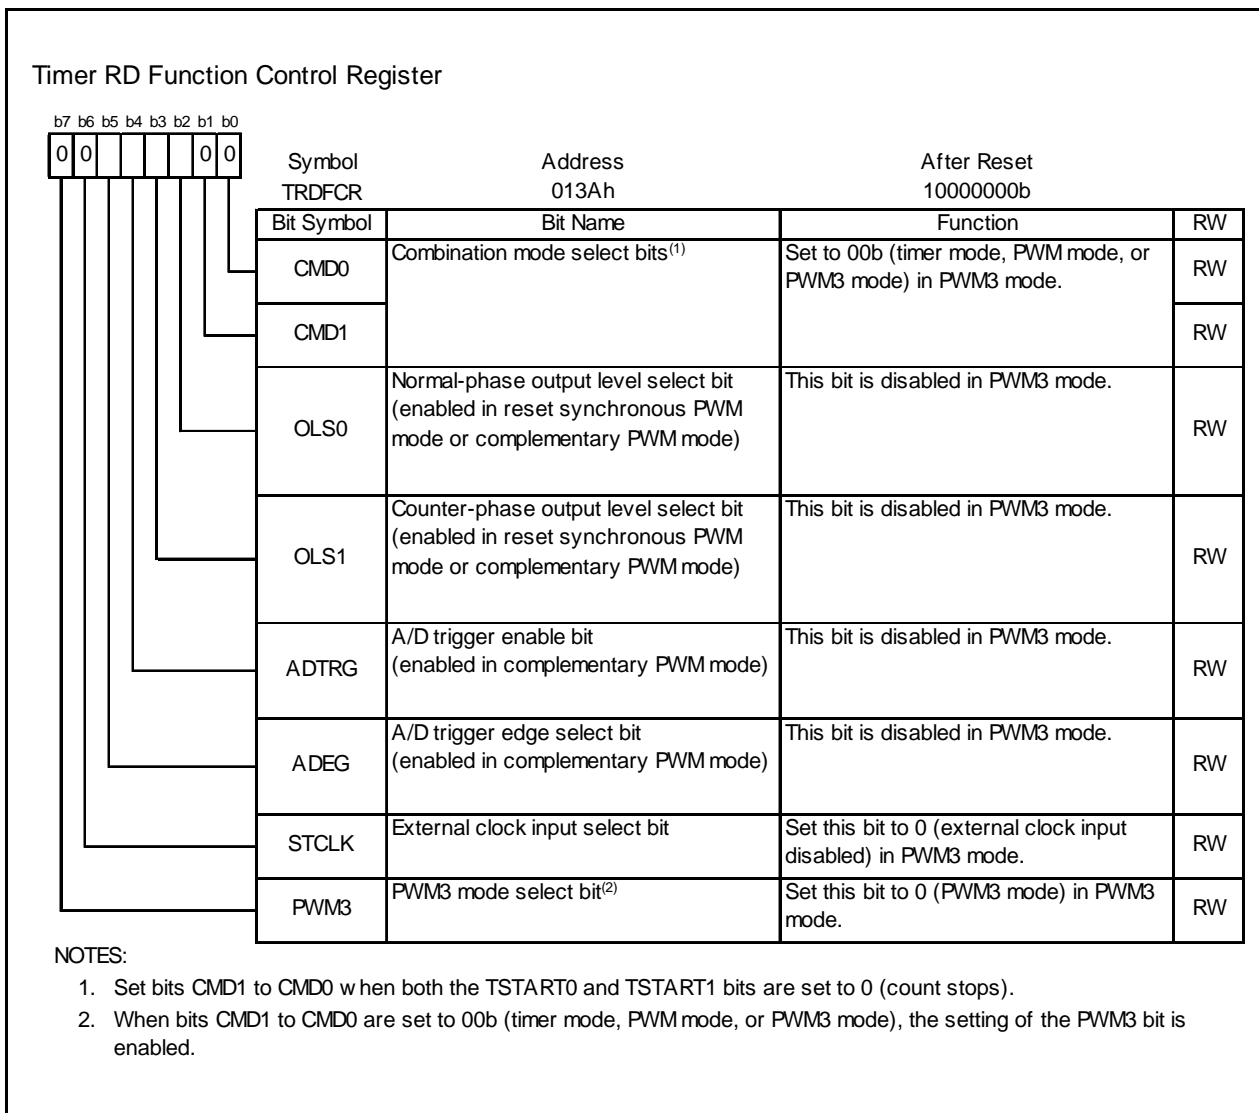 Timer RD Function Control Register
b7 b6 b5 b4 b3 b2 b1 b0
0 0 0 0
Symbol Address After Reset
TRDFCR 013Ah 10000000b
Bit Symbol Bit Name Function RW
CMD0 Combination mode select bits(1) Set to 00b (timer mode, PWM mode, or
PWM3 mode) in PWM3 mode. RW
CMD1 RW
OLS0 Normal-phase output level select bit
(enabled in reset synchronous PWM
mode or complementary PWM mode) This bit is disabled in PWM3 mode. RW
OLS1 Counter-phase output level select bit
(enabled in reset synchronous PWM
mode or complementary PWM mode) This bit is disabled in PWM3 mode. RW
ADTRG A/D trigger enable bit
(enabled in complementary PWM mode) This bit is disabled in PWM3 mode. RW
ADEG A/D trigger edge select bit
(enabled in complementary PWM mode) This bit is disabled in PWM3 mode. RW
STCLK External clock input select bit Set this bit to 0 (external clock input
disabled) in PWM3 mode. RW
PWM3 PWM3 mode select bit(2) Set this bit to 0 (PWM3 mode) in PWM3
mode. RW
NOTES:
1. Set bits CMD1 to CMD0 when both the TSTART0 and TSTART1 bits are set to 0 (count stops).
2. When bits CMD1 to CMD0 are set to 00b (timer mode, PWM mode, or PWM3 mode), the setting of the PWM3 bit is
enabled.